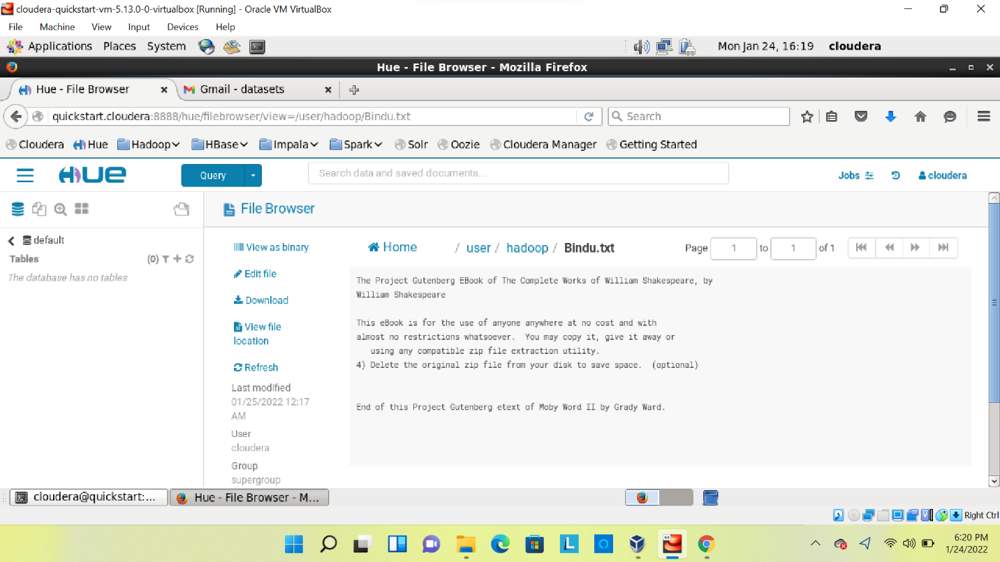 cloudera-quickstart-vm-5.13.0-0-virtualbox [Running] - Oracle VM VirtualBox
File Machine View Input Devices Help
Applications Places System Mon Jan 24, 16:19 cloudera
Hue - File Browser - Mozilla Firefox
Hue - File Browser Gmail - datasets
quickstart.cloudera:8888/hue/filebrowser/view=/user/hadoop/Bindu.txt Search
Cloudera Hue Hadoop HBase Impala Spark Solr Oozie Cloudera Manager Getting Started
HUE Query Search data and saved documents... Jobs cloudera
File Browser
default
Tables (0)
The database has no tables
View as binary
Edit file
Download
View file
location
Refresh
Last modified
01/25/2022 12:17
AM
User
cloudera
Group
supergroup
Home / user / hadoop / Bindu.txt Page 1 to 1 of 1
The Project Gutenberg EBook of The Complete Works of William Shakespeare, by
William Shakespeare
This eBook is for the use of anyone anywhere at no cost and with
almost no restrictions whatsoever. You may copy it, give it away or
using any compatible zip file extraction utility.
4) Delete the original zip file from your disk to save space. (optional)
End of this Project Gutenberg etext of Moby Word II by Grady Ward.
cloudera@quickstart:... Hue - File Browser - M...
Right Ctrl
6:20 PM
1/24/2022